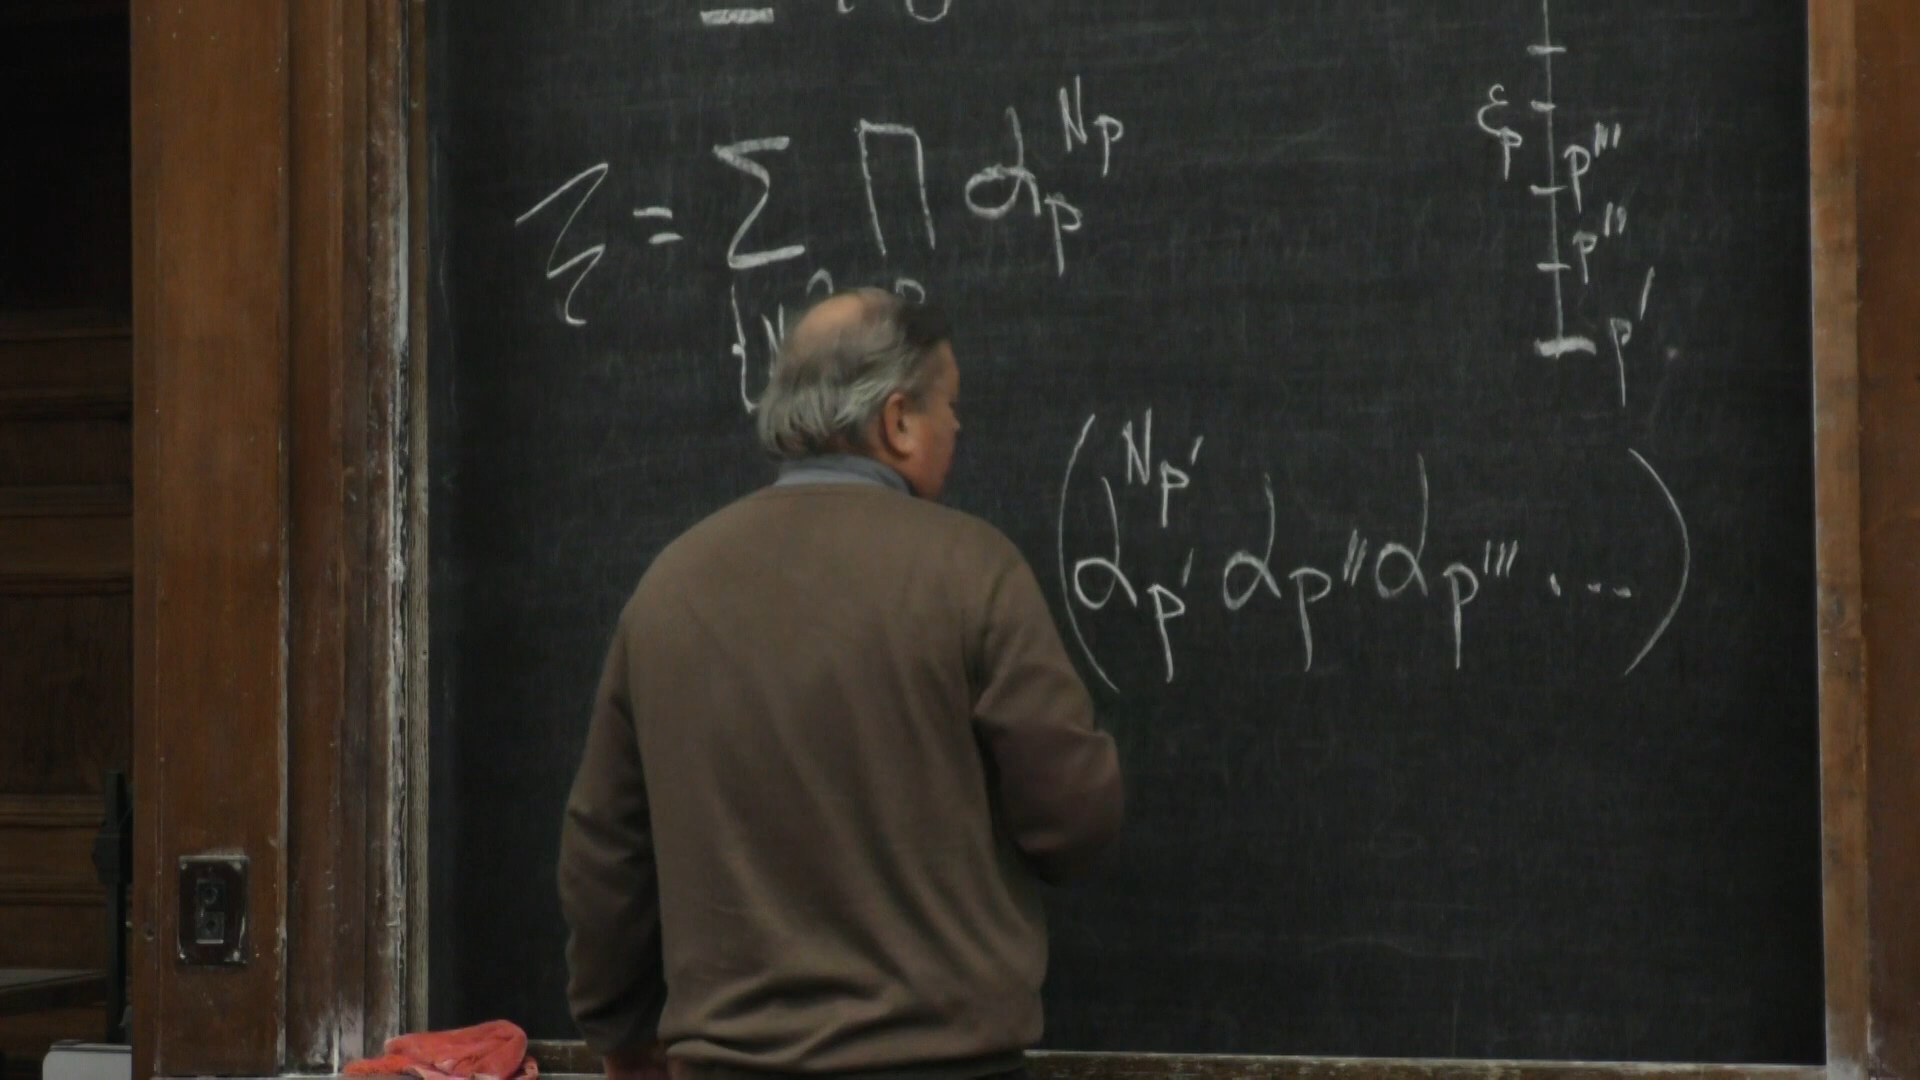 ζ = Σ Π α_p^{N_p}
{N
ε_p
p'''
p''
p'
(α_{p'}^{N_{p'}} α_{p''} α_{p'''} ...)